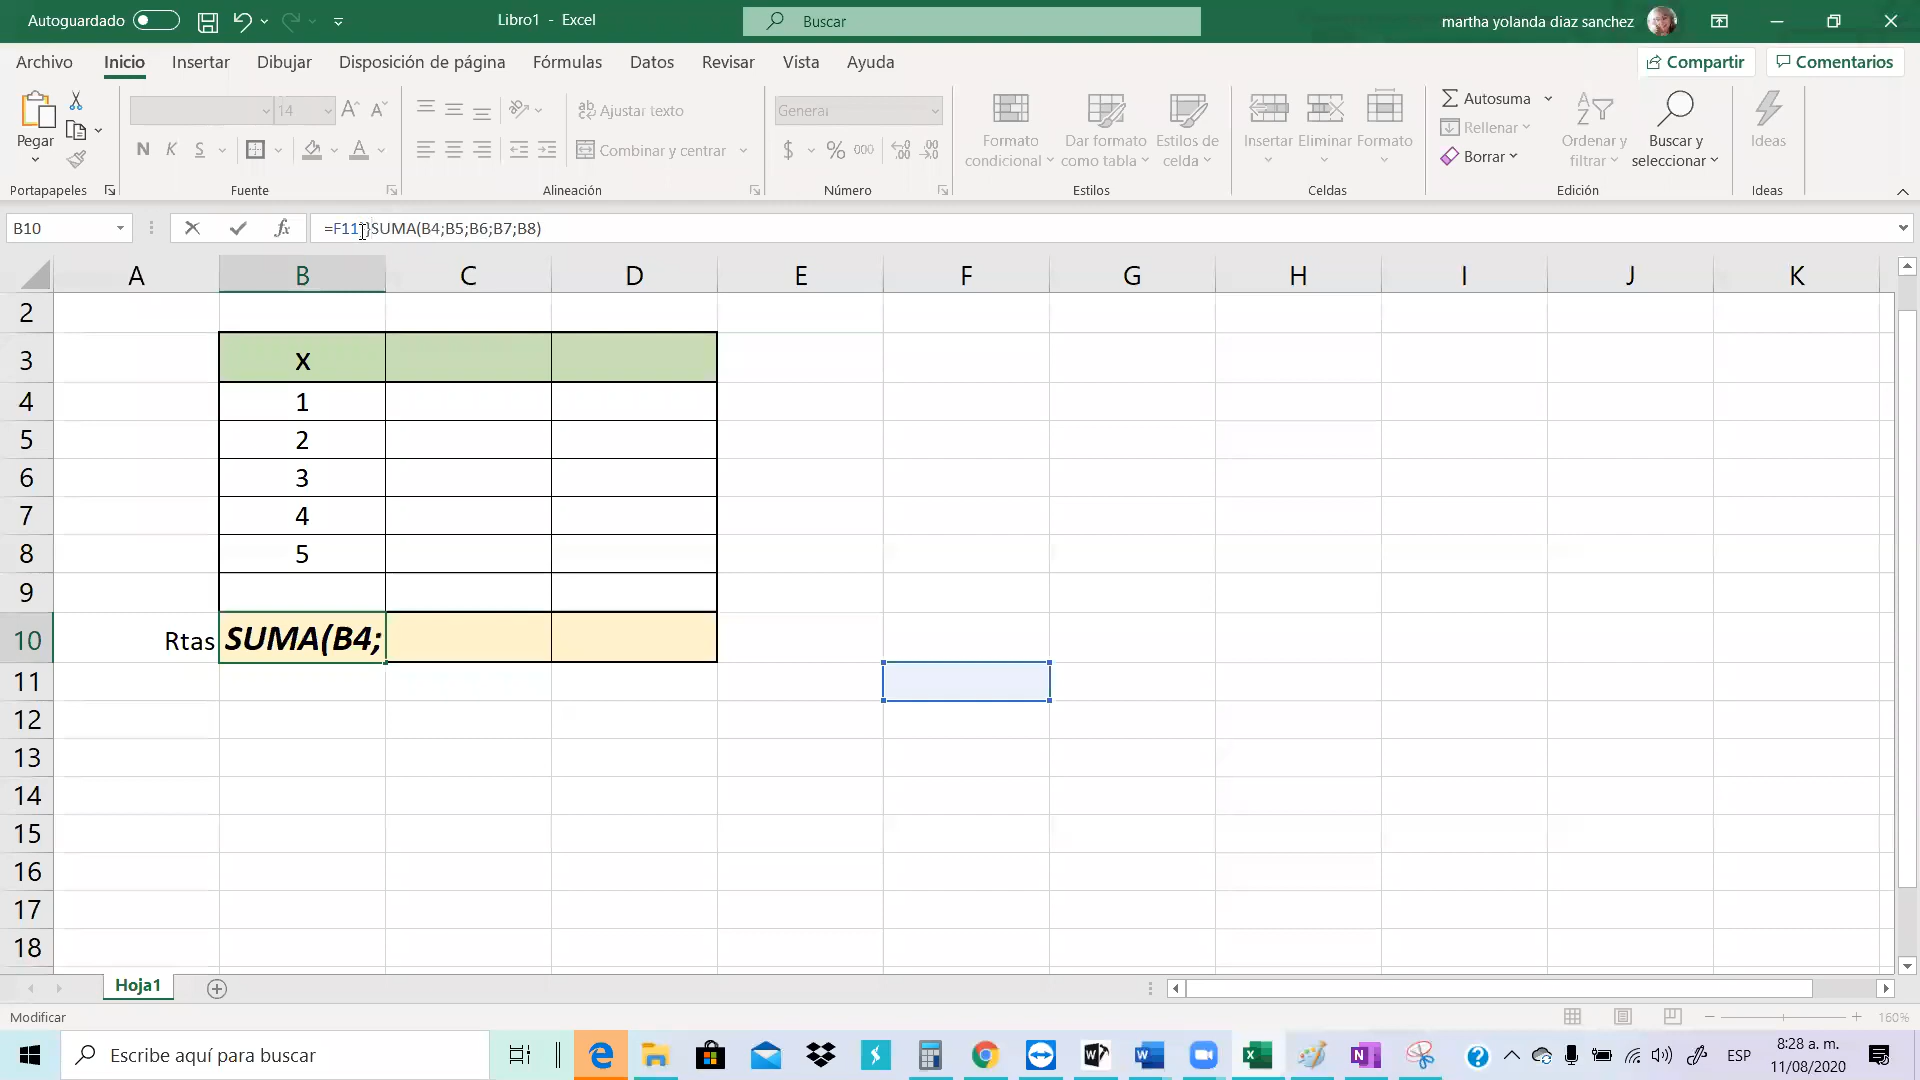 Autoguardado
Libro1 - Excel
Buscar
martha yolanda diaz sanchez
Archivo Inicio Insertar Dibujar Disposición de página Fórmulas Datos Revisar Vista Ayuda Compartir Comentarios
Pegar
Portapapeles
14
N K S
Fuente
Ajustar texto
Combinar y centrar
Alineación
General
$ % 000
Número
Formato condicional
Dar formato como tabla
Estilos de celda
Estilos
Insertar Eliminar Formato
Celdas
Autosuma
Rellenar
Borrar
Ordenar y filtrar
Buscar y seleccionar
Edición
Ideas
Ideas
B10
fx
=F11}SUMA(B4;B5;B6;B7;B8)
A B C D E F G H I J K
2
3 X
4 1
5 2
6 3
7 4
8 5
9
10 Rtas SUMA(B4;
11
12
13
14
15
16
17
18
Hoja1
Modificar
160%
Escribe aquí para buscar
ESP
8:28 a. m.
11/08/2020